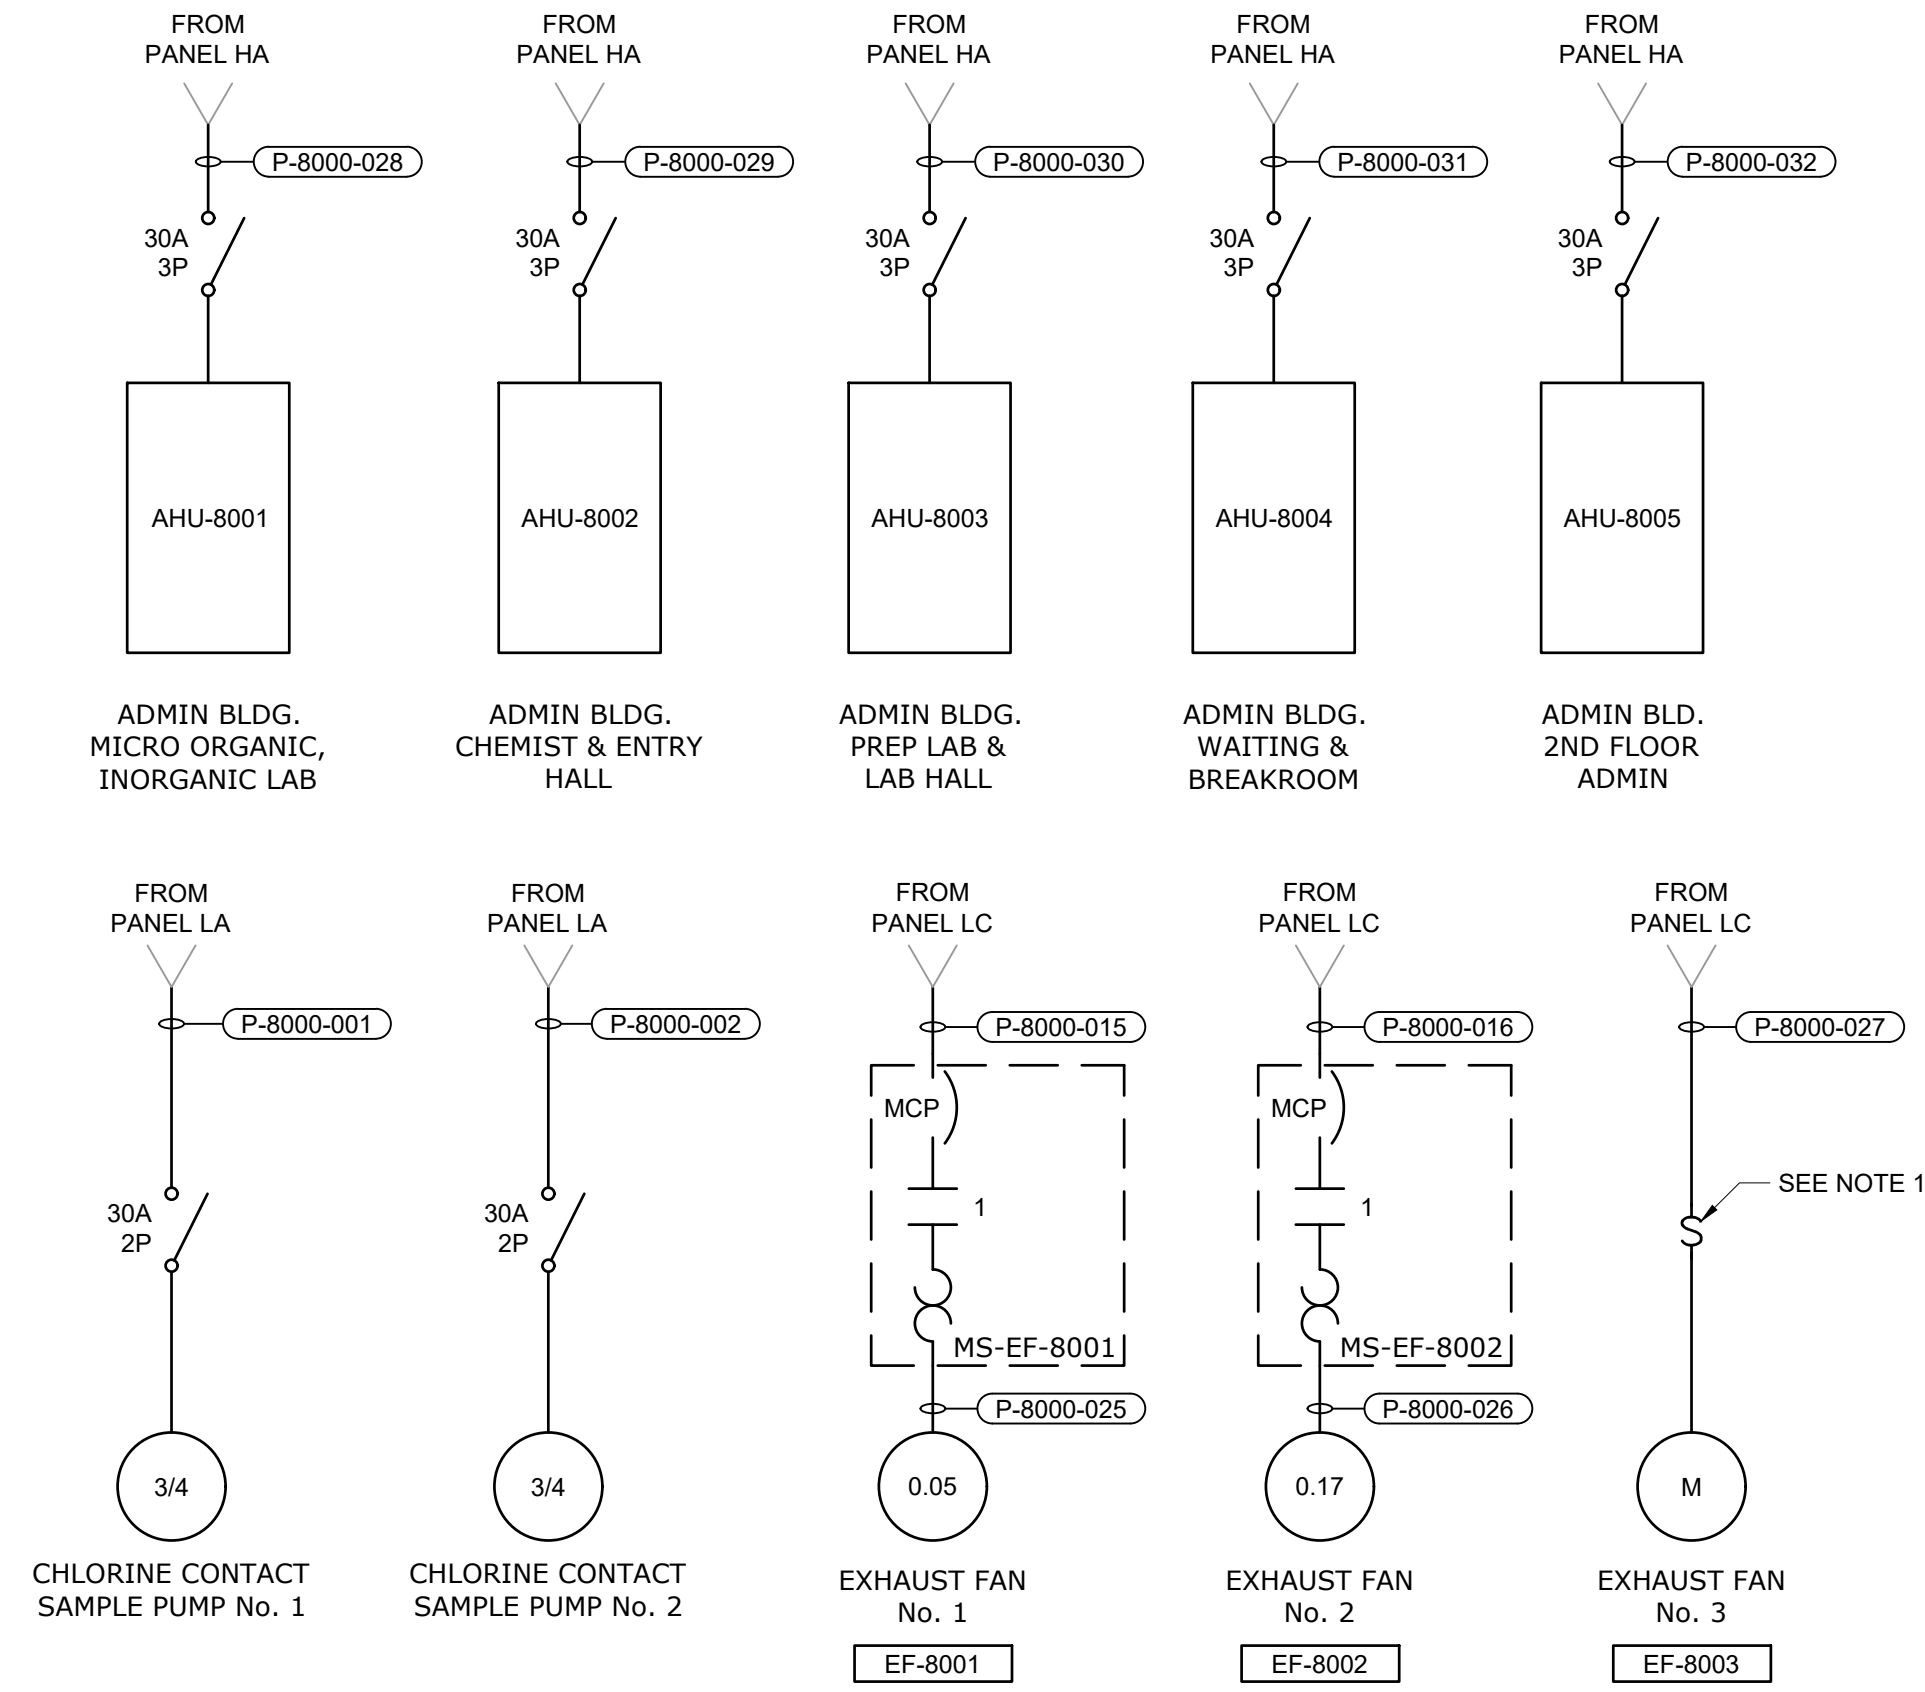 FROM
PANEL HA
P-8000-028
30A
3P
AHU-8001
ADMIN BLDG.
MICRO ORGANIC,
INORGANIC LAB
FROM
PANEL HA
P-8000-029
30A
3P
AHU-8002
ADMIN BLDG.
CHEMIST & ENTRY
HALL
FROM
PANEL HA
P-8000-030
30A
3P
AHU-8003
ADMIN BLDG.
PREP LAB &
LAB HALL
FROM
PANEL HA
P-8000-031
30A
3P
AHU-8004
ADMIN BLDG.
WAITING &
BREAKROOM
FROM
PANEL HA
P-8000-032
30A
3P
AHU-8005
ADMIN BLD.
2ND FLOOR
ADMIN
FROM
PANEL LA
P-8000-001
30A
2P
3/4
CHLORINE CONTACT
SAMPLE PUMP No. 1
FROM
PANEL LA
P-8000-002
30A
2P
3/4
CHLORINE CONTACT
SAMPLE PUMP No. 2
FROM
PANEL LC
P-8000-015
MCP
1
MS-EF-8001
P-8000-025
0.05
EXHAUST FAN
No. 1
EF-8001
FROM
PANEL LC
P-8000-016
MCP
1
MS-EF-8002
P-8000-026
0.17
EXHAUST FAN
No. 2
EF-8002
FROM
PANEL LC
P-8000-027
SEE NOTE 1
S
M
EXHAUST FAN
No. 3
EF-8003